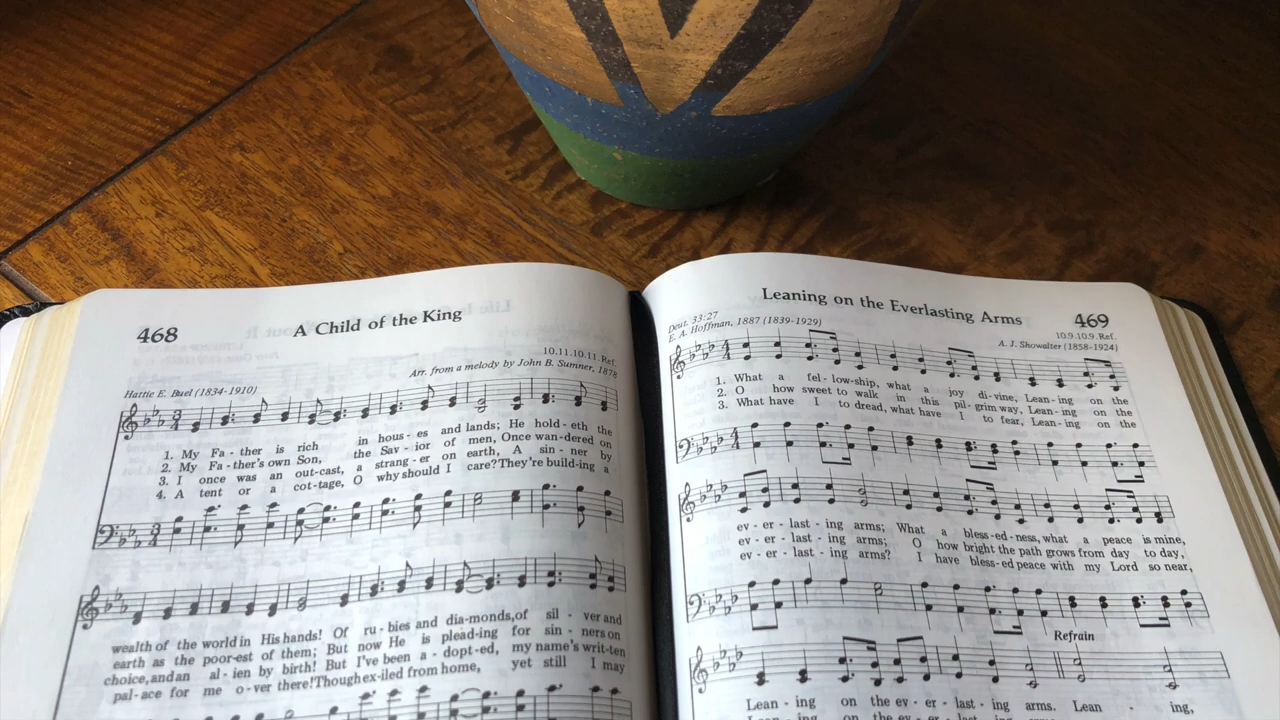 468
A Child of the King
10.11.10.11.Ref.
Hattie E. Buel (1834-1910)
Arr. from a melody by John B. Sumner, 1878
1. My Fa - ther is rich in hous - es and lands; He hold - eth the
2. My Fa - ther's own Son, the Sav - ior of men, Once wan - dered on
3. I once was an out - cast, a strang - er on earth, A sin - ner by
4. A tent or a cot - tage, O why should I care? They're build - ing a
wealth of the world in His hands! Of ru - bies and dia - monds, of sil - ver and
earth as the poor - est of them; But now He is plead - ing for sin - ners on
choice, and an al - ien by birth! But I've been a - dopt - ed, my name's writ - ten
pal - ace for me o - ver there! Though ex - iled from home, yet still I may
Leaning on the Everlasting Arms
469
Deut. 33:27
E. A. Hoffman, 1887 (1839-1929)
10.9.10.9.Ref.
A. J. Showalter (1858-1924)
1. What a fel - low - ship, what a joy di - vine, Lean - ing on the
2. O how sweet to walk in this pil - grim way, Lean - ing on the
3. What have I to dread, what have I to fear, Lean - ing on the
ev - er - last - ing arms; What a bless - ed - ness, what a peace is mine,
ev - er - last - ing arms; O how bright the path grows from day to day,
ev - er - last - ing arms? I have bless - ed peace with my Lord so near,
Refrain
Lean - ing on the ev - er - last - ing arms. Lean - ing,
Lean - ing on the ev - er - last - ing arms.